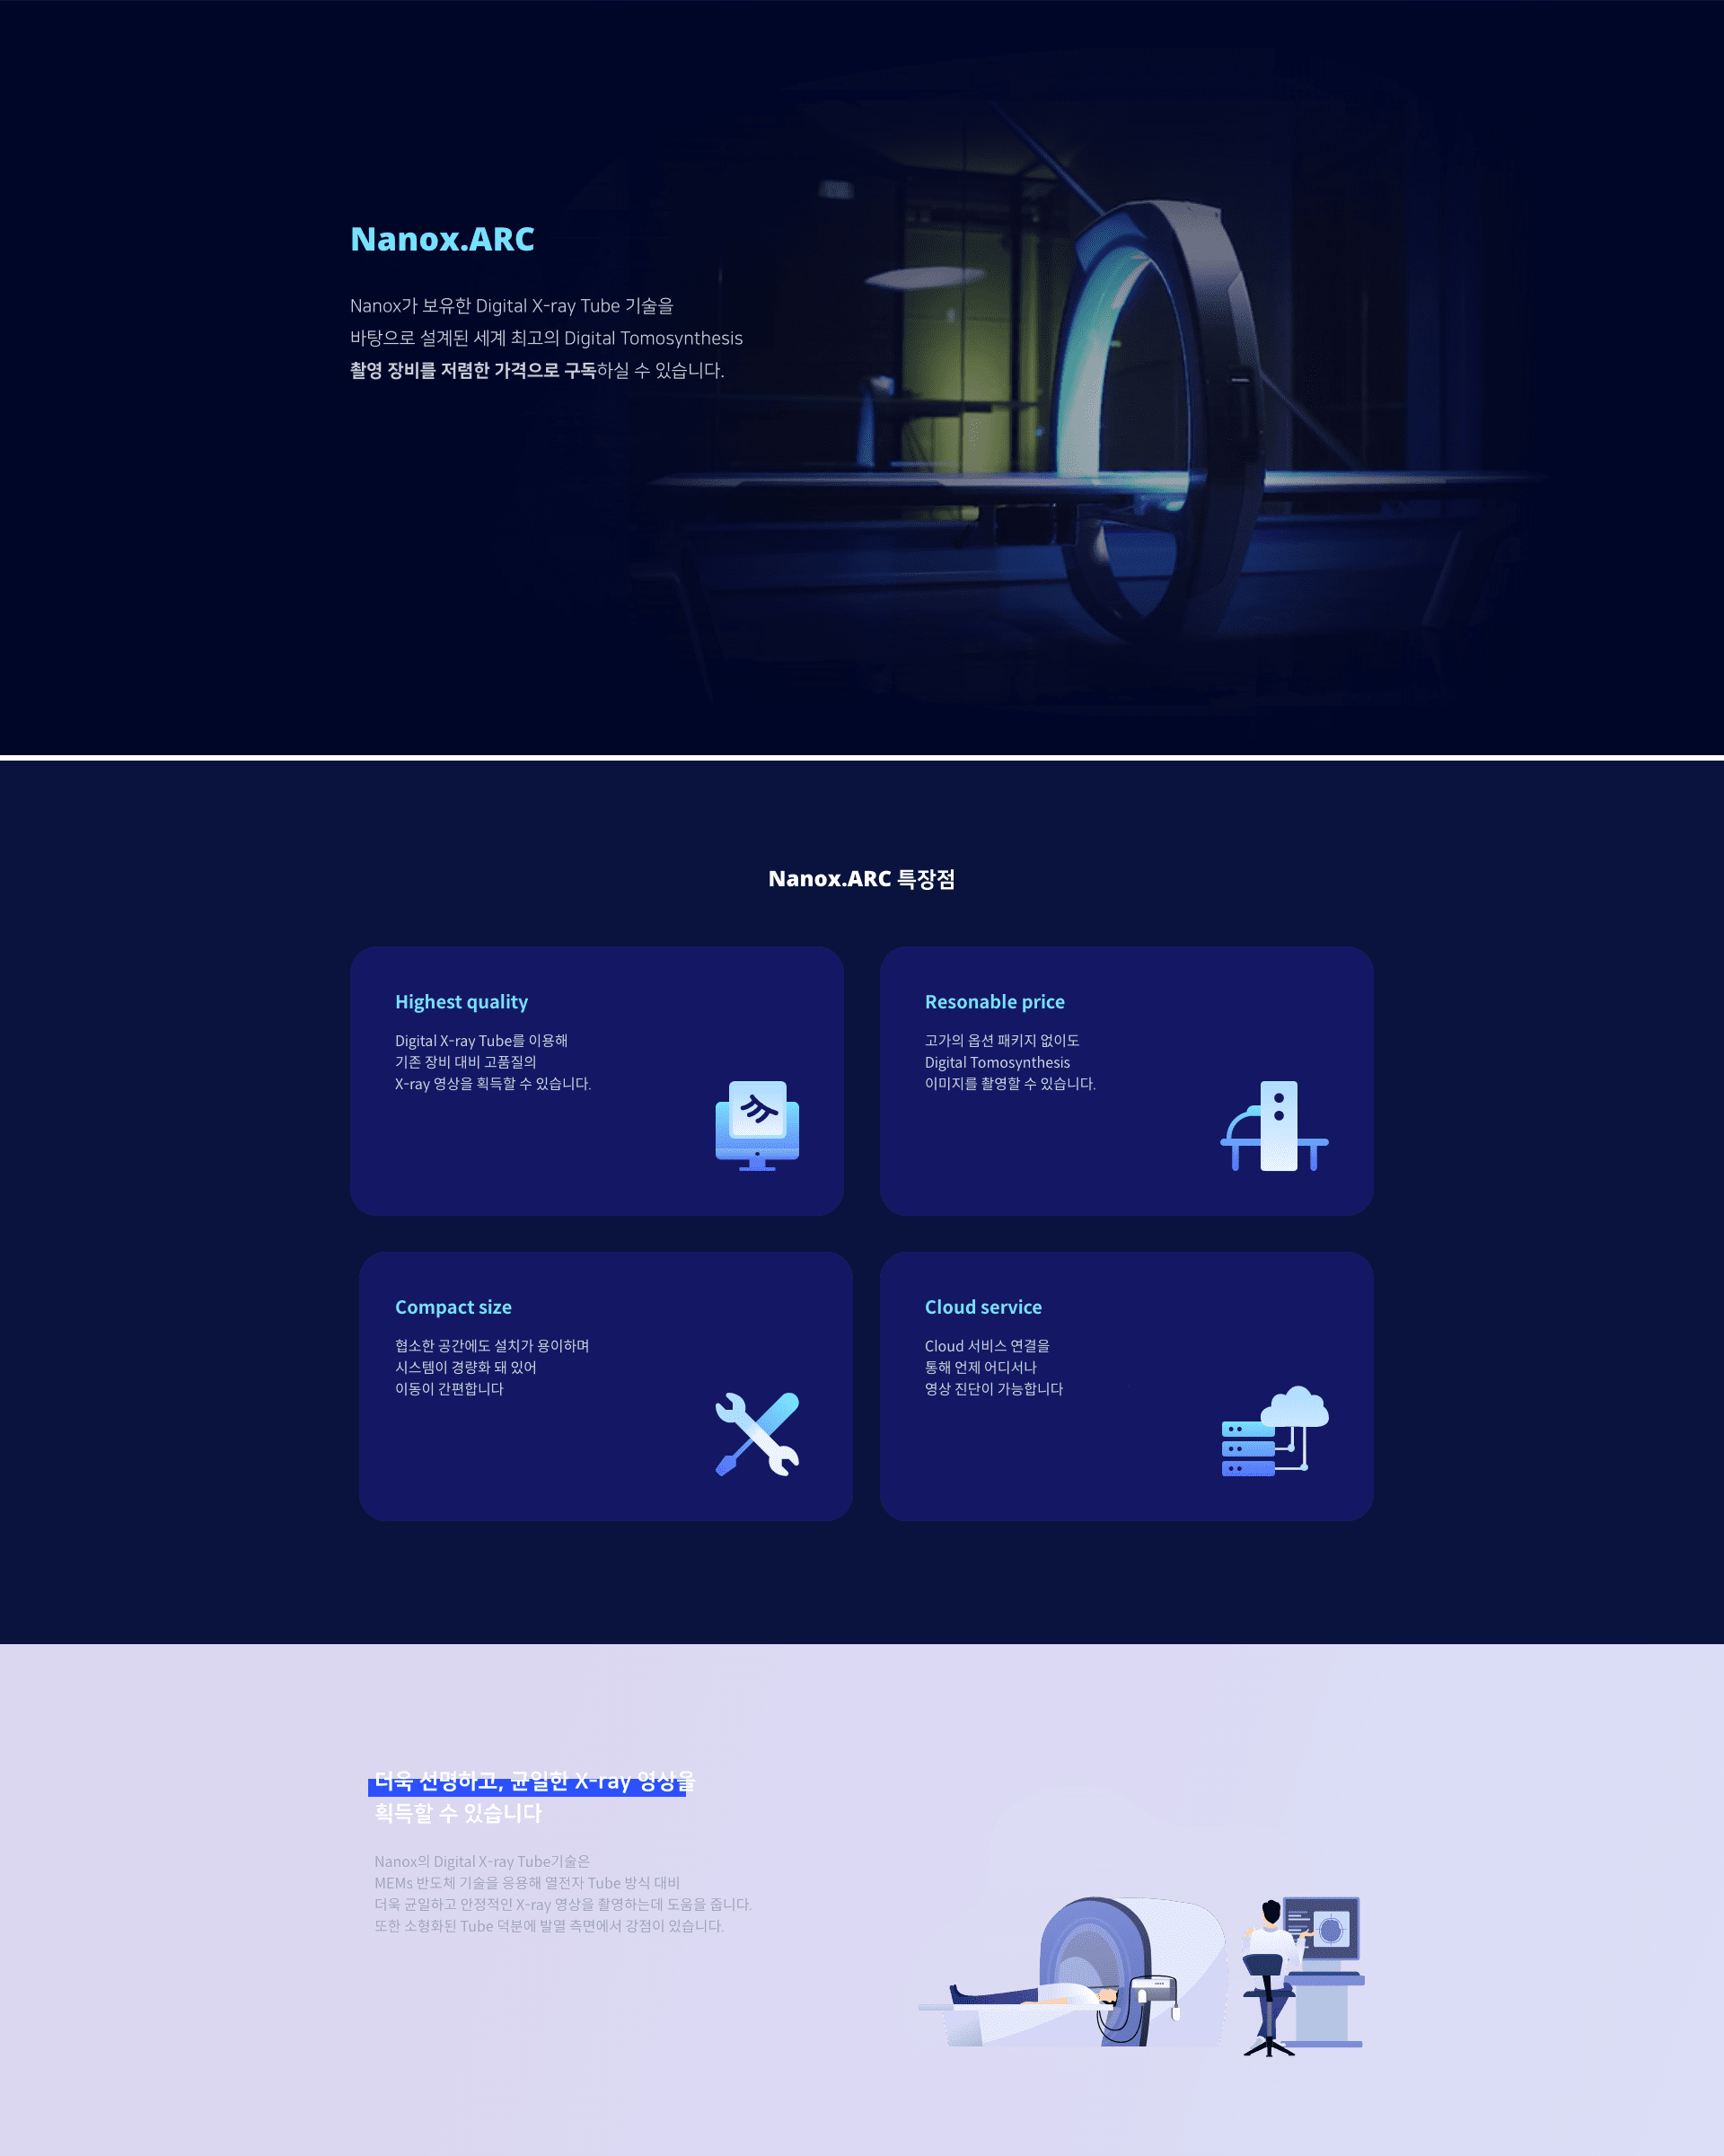 Nanox.ARC
Nanox가 보유한 Digital X-ray Tube 기술을
바탕으로 설계된 세계 최고의 Digital Tomosynthesis
촬영 장비를 저렴한 가격으로 구독하실 수 있습니다.
Nanox.ARC 특장점
Highest quality
Digital X-ray Tube를 이용해
기존 장비 대비 고품질의
X-ray 영상을 획득할 수 있습니다.
Resonable price
고가의 옵션 패키지 없이도
Digital Tomosynthesis
이미지를 촬영할 수 있습니다.
Compact size
협소한 공간에도 설치가 용이하며
시스템이 경량화 돼 있어
이동이 간편합니다
Cloud service
Cloud 서비스 연결을
통해 언제 어디서나
영상 진단이 가능합니다
더욱 선명하고, 균일한 X-ray 영상을
획득할 수 있습니다
Nanox의 Digital X-ray Tube기술은
MEMs 반도체 기술을 응용해 열전자 Tube 방식 대비
더욱 균일하고 안정적인 X-ray 영상을 촬영하는데 도움을 줍니다.
또한 소형화된 Tube 덕분에 발열 측면에서 강점이 있습니다.